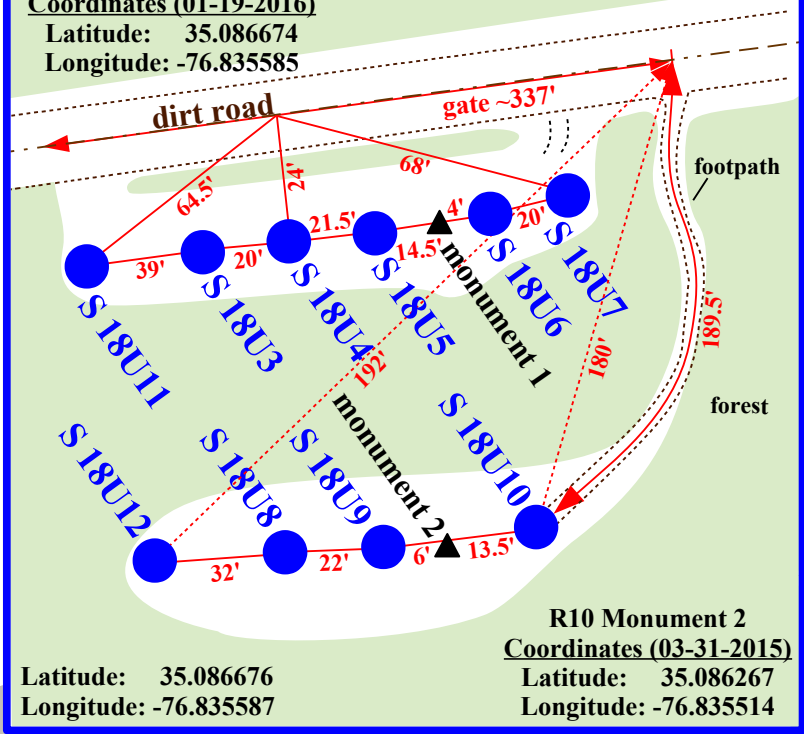 Coordinates (01-19-2016)
Latitude: 35.086674
Longitude: -76.835585
dirt road
gate ~337'
footpath
64.5'
24'
68'
39'
20'
21.5'
14.5'
4'
20'
S 18U11
S 18U3
S 18U4
S 18U5
monument 1
S 18U6
S 18U7
192'
180'
189.5'
forest
S 18U12
S 18U8
S 18U9
monument 2
S 18U10
32'
22'
6'
13.5'
R10 Monument 2
Coordinates (03-31-2015)
Latitude: 35.086267
Longitude: -76.835514
Latitude: 35.086676
Longitude: -76.835587